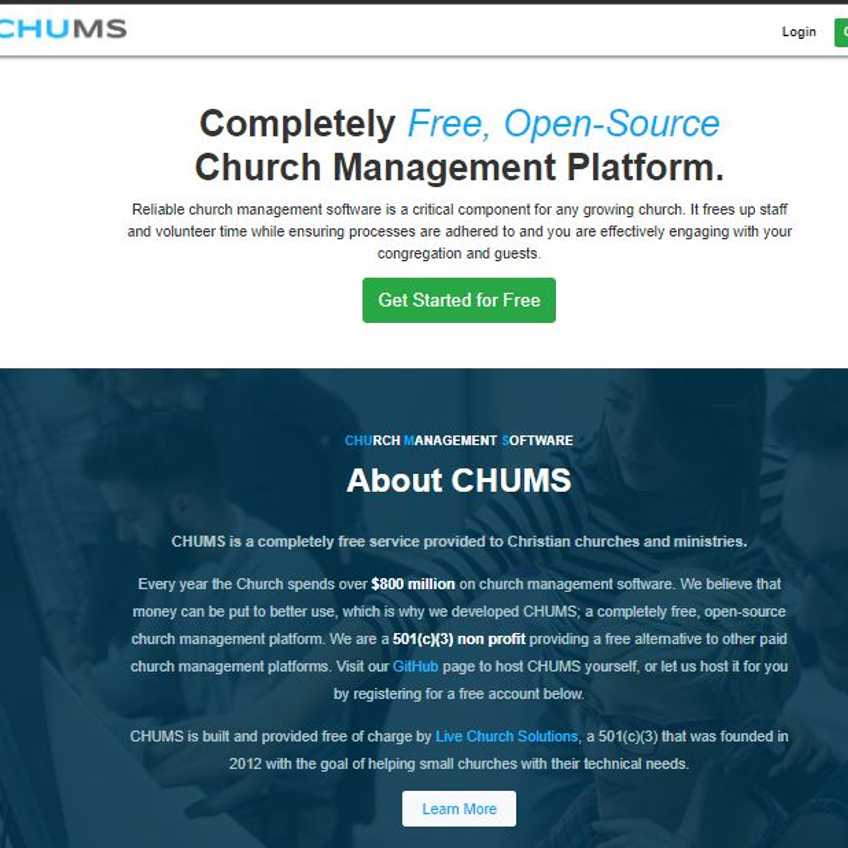 CHUMS
Login
Completely Free, Open-Source
Church Management Platform.
Reliable church management software is a critical component for any growing church. It frees up staff
and volunteer time while ensuring processes are adhered to and you are effectively engaging with your
congregation and guests.
Get Started for Free
CHURCH MANAGEMENT SOFTWARE
About CHUMS
CHUMS is a completely free service provided to Christian churches and ministries.
Every year the Church spends over $800 million on church management software. We believe that
money can be put to better use, which is why we developed CHUMS; a completely free, open-source
church management platform. We are a 501(c)(3) non profit providing a free alternative to other paid
church management platforms. Visit our GitHub page to host CHUMS yourself, or let us host it for you
by registering for a free account below.
CHUMS is built and provided free of charge by Live Church Solutions, a 501(c)(3) that was founded in
2012 with the goal of helping small churches with their technical needs.
Learn More